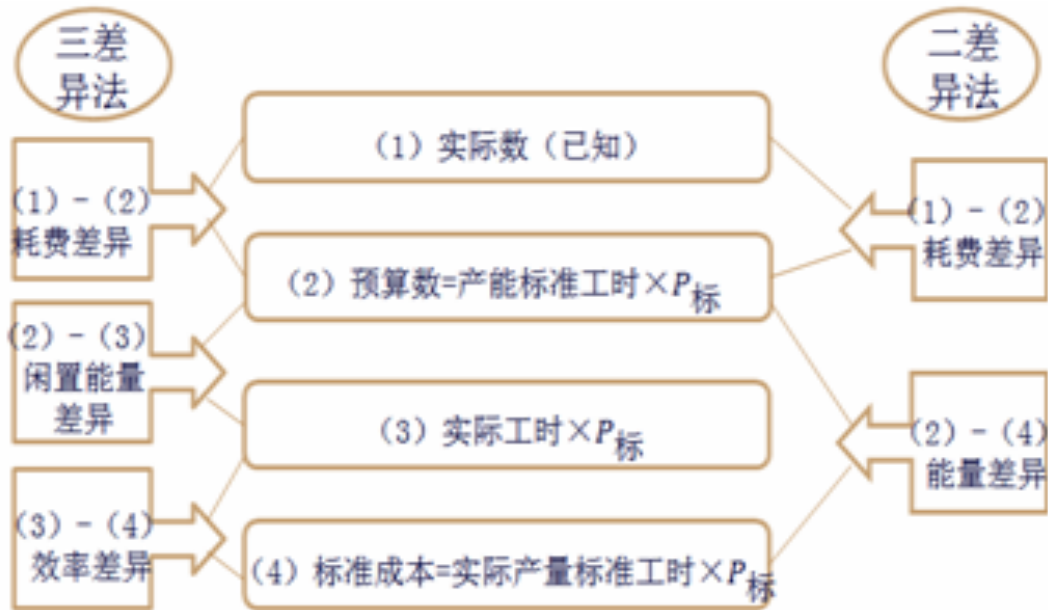 三差
异法
二差
异法
(1)实际数(已知)
(1)-(2)
耗费差异
(1)-(2)
耗费差异
(2)预算数=产能标准工时×P标
(2)-(3)
闲置能量
差异
(3)实际工时×P标
(2)-(4)
能量差异
(3)-(4)
效率差异
(4)标准成本=实际产量标准工时×P标